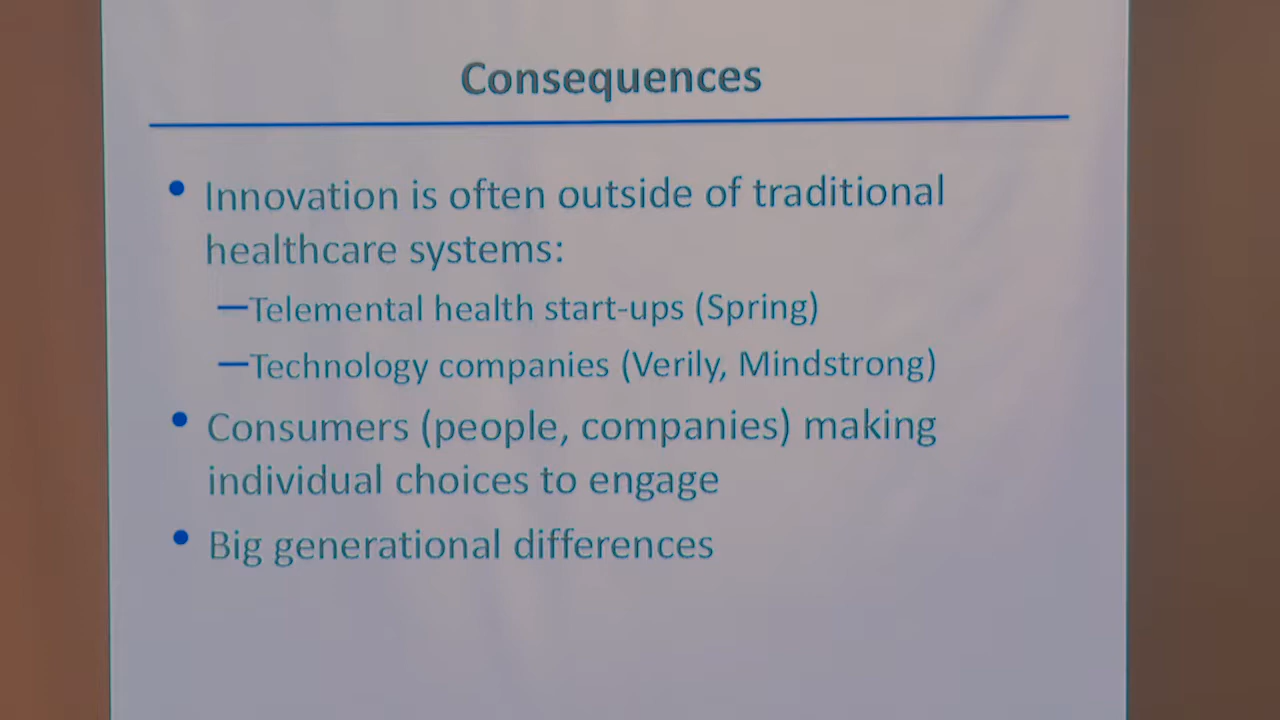 Consequences
• Innovation is often outside of traditional
healthcare systems:
—Telemental health start-ups (Spring)
—Technology companies (Verily, Mindstrong)
• Consumers (people, companies) making
individual choices to engage
• Big generational differences